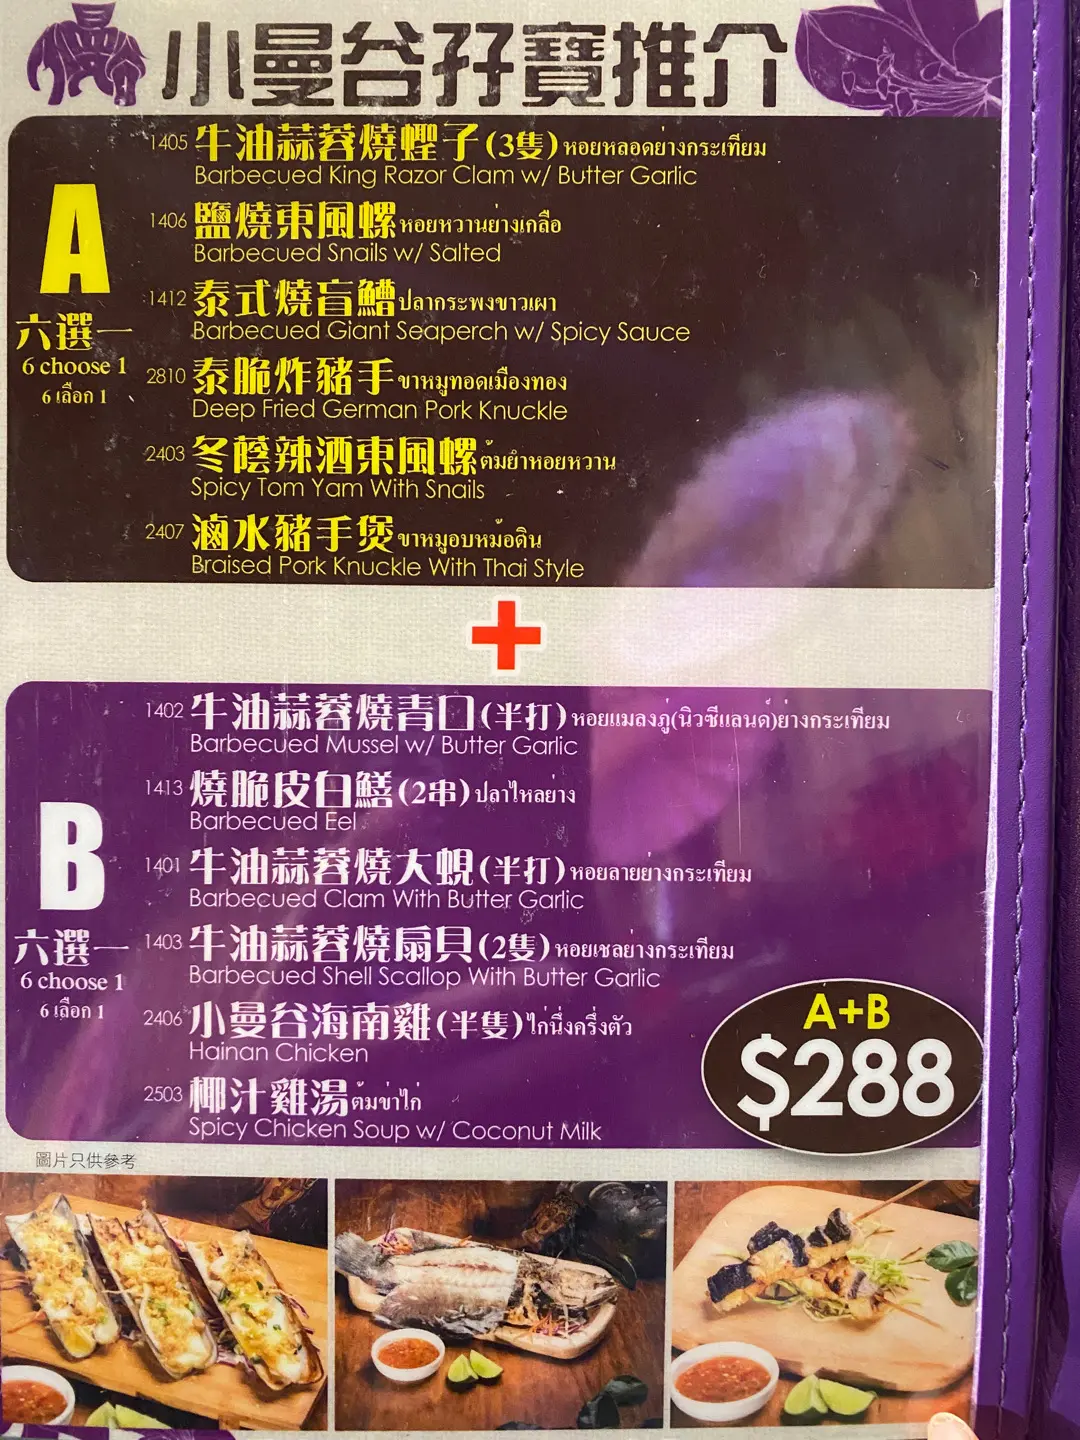 小曼谷孖寶推介
A
六選一
6 choose 1
6 เลือก 1
1405 牛油蒜蓉燒蟶子(3隻) หอยหลอดย่างกระเทียม
Barbecued King Razor Clam w/ Butter Garlic
1406 鹽燒東風螺 หอยหวานย่างเกลือ
Barbecued Snails w/ Salted
1412 泰式燒盲鰽 ปลากระพงขาวเผา
Barbecued Giant Seaperch w/ Spicy Sauce
2810 泰脆炸豬手 ขาหมูทอดเมืองทอง
Deep Fried German Pork Knuckle
2403 冬蔭辣酒東風螺 ต้มยำหอยหวาน
Spicy Tom Yam With Snails
2407 滷水豬手煲 ขาหมูอบหม้อดิน
Braised Pork Knuckle With Thai Style
+
B
六選一
6 choose 1
6 เลือก 1
1402 牛油蒜蓉燒青口(半打) หอยแมลงภู่(นิวซีแลนด์)ย่างกระเทียม
Barbecued Mussel w/ Butter Garlic
1413 燒脆皮白鱔(2串) ปลาไหลย่าง
Barbecued Eel
1401 牛油蒜蓉燒大蜆(半打) หอยลายย่างกระเทียม
Barbecued Clam With Butter Garlic
1403 牛油蒜蓉燒扇貝(2隻) หอยเชลย่างกระเทียม
Barbecued Shell Scallop With Butter Garlic
2406 小曼谷海南雞(半隻) ไก่นึ่งครึ่งตัว
Hainan Chicken
2503 椰汁雞湯 ต้มข่าไก่
Spicy Chicken Soup w/ Coconut Milk
A+B
$288
圖片只供參考